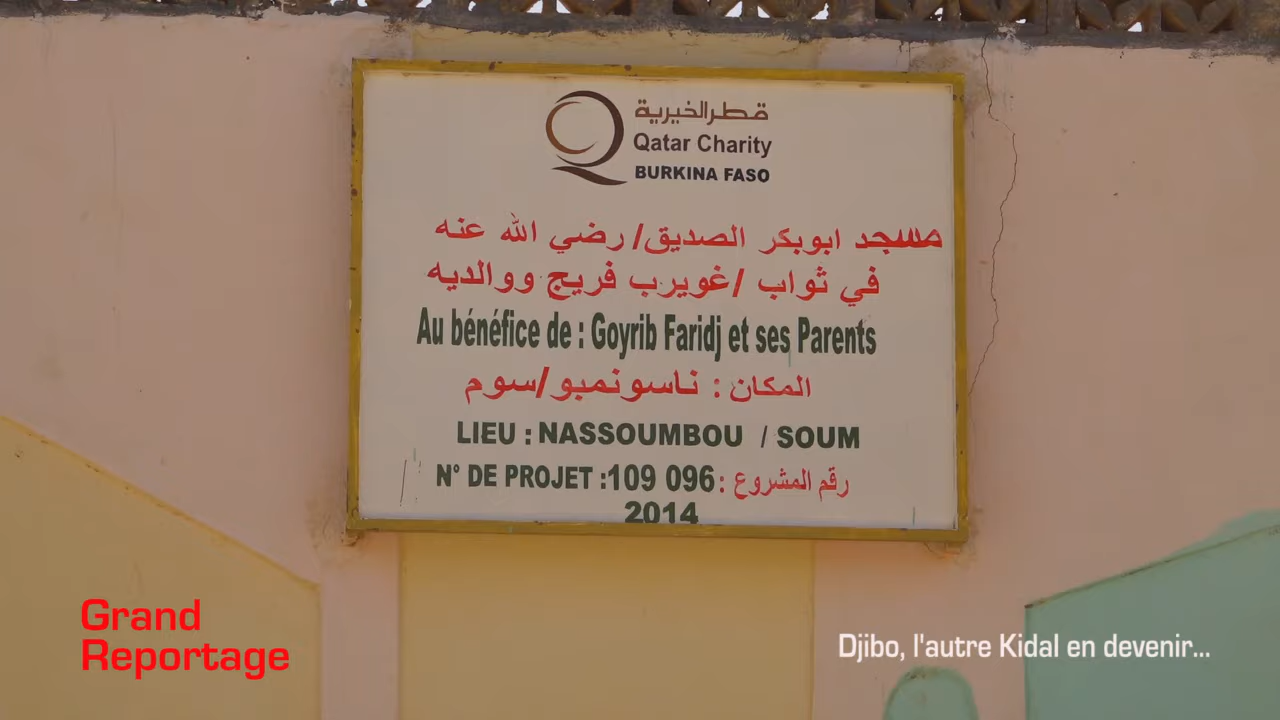 قطر الخيرية
Qatar Charity
BURKINA FASO
مسجد ابوبكر الصديق/ رضي الله عنه
في ثواب /غويرب فريج ووالديه
Au bénéfice de : Goyrib Faridj et ses Parents
المكان : ناسونمبو/سوم
LIEU : NASSOUMBOU / SOUM
N° DE PROJET :109 096: رقم المشروع
2014
Grand
Reportage
Djibo, l'autre Kidal en devenir...